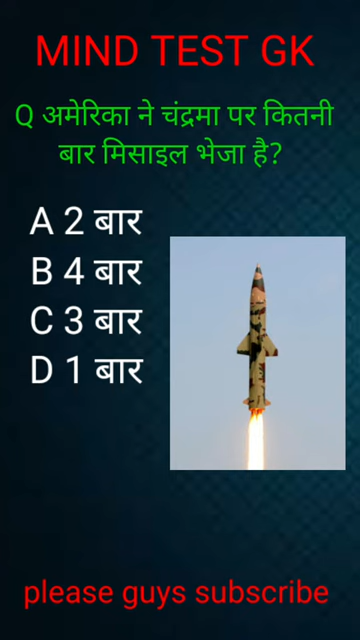 MIND TEST GK
Q अमेरिका ने चंद्रमा पर कितनी
बार मिसाइल भेजा है?
A 2 बार
B 4 बार
C 3 बार
D 1 बार
please guys subscribe